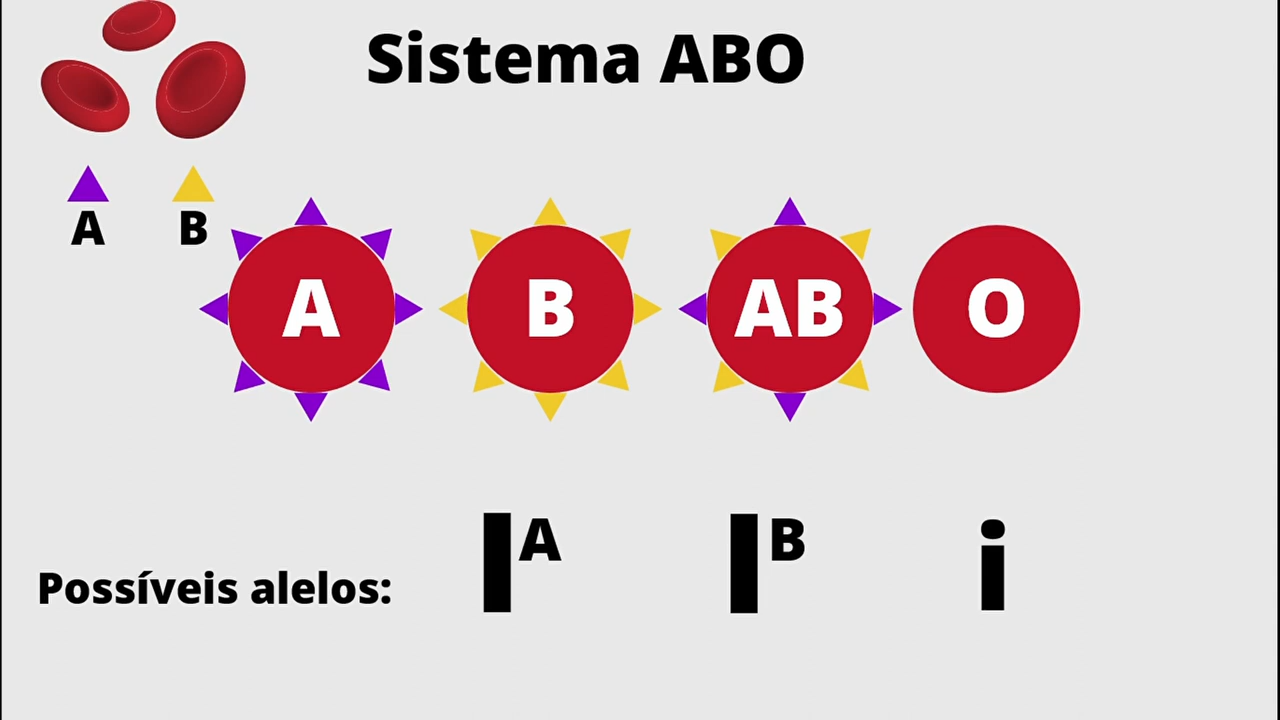 Sistema ABO
A B
A B AB O
Possíveis alelos: Iᴬ Iᴮ i